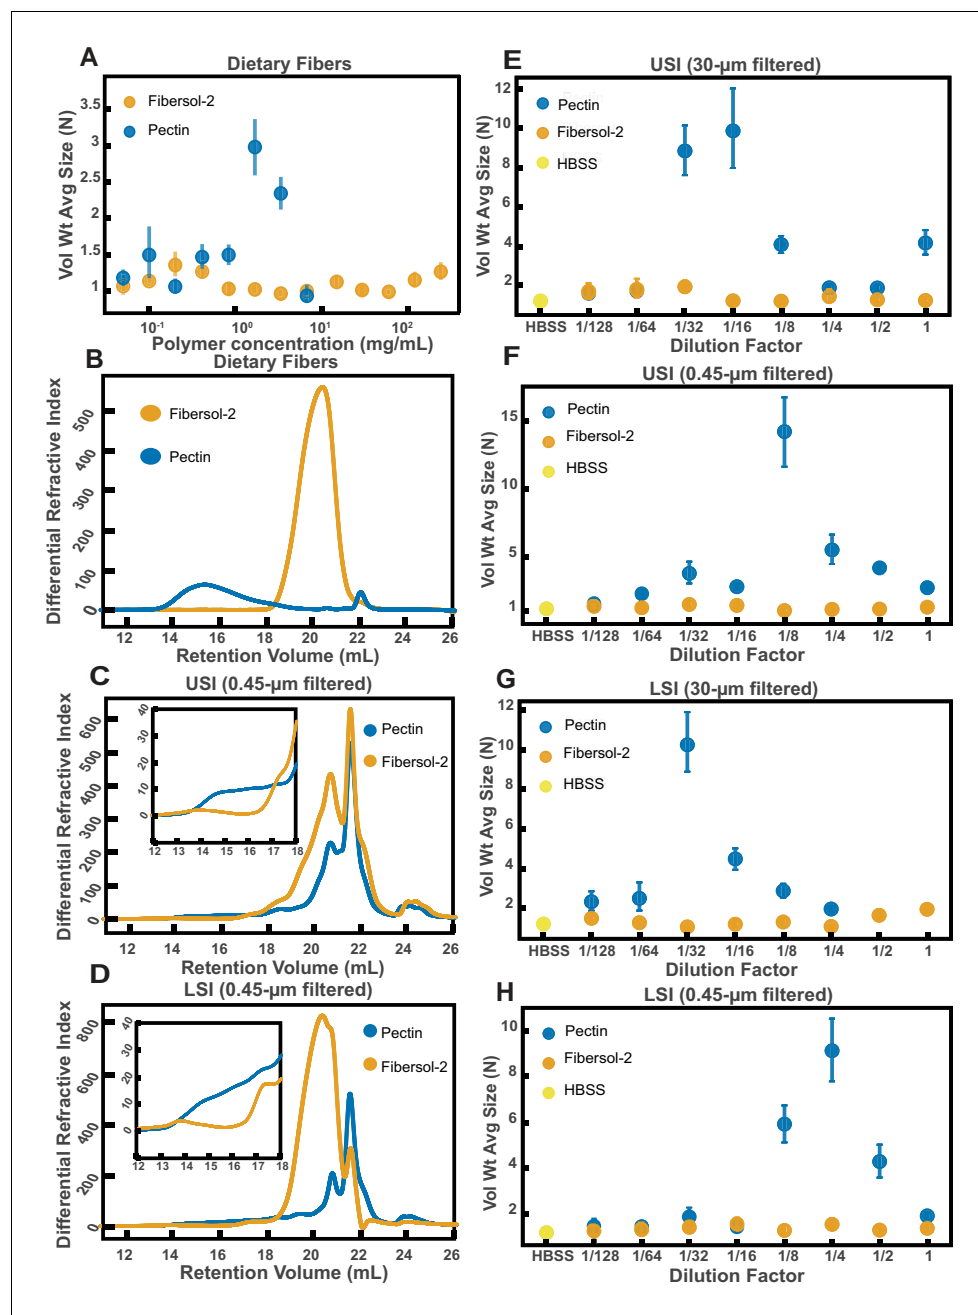 A
Dietary Fibers
Vol Wt Avg Size (N)
3.5
3
2.5
2
1.5
1
Fibersol-2
Pectin
10⁻¹
10⁰
10¹
10²
Polymer concentration (mg/mL)
B
Dietary Fibers
Differential Refractive Index
500
400
300
200
100
0
Fibersol-2
Pectin
12 14 16 18 20 22 24 26
Retention Volume (mL)
C
USI (0.45-µm filtered)
Differential Refractive Index
600
500
400
300
200
100
0
40
30
20
10
0
12 13 14 15 16 17 18
Pectin
Fibersol-2
12 14 16 18 20 22 24 26
Retention Volume (mL)
D
LSI (0.45-µm filtered)
Differential Refractive Index
800
600
400
200
0
40
30
20
10
0
12 13 14 15 16 17 18
Pectin
Fibersol-2
12 14 16 18 20 22 24 26
Retention Volume (mL)
E
USI (30-µm filtered)
Vol Wt Avg Size (N)
12
10
8
6
4
2
Pectin
Fibersol-2
HBSS
HBSS 1/128 1/64 1/32 1/16 1/8 1/4 1/2 1
Dilution Factor
F
USI (0.45-µm filtered)
Vol Wt Avg Size (N)
15
10
5
1
Pectin
Fibersol-2
HBSS
HBSS 1/128 1/64 1/32 1/16 1/8 1/4 1/2 1
Dilution Factor
G
LSI (30-µm filtered)
Vol Wt Avg Size (N)
12
10
8
6
4
2
Pectin
Fibersol-2
HBSS
HBSS 1/128 1/64 1/32 1/16 1/8 1/4 1/2 1
Dilution Factor
H
LSI (0.45-µm filtered)
Vol Wt Avg Size (N)
10
8
6
4
2
Pectin
Fibersol-2
HBSS
HBSS 1/128 1/64 1/32 1/16 1/8 1/4 1/2 1
Dilution Factor